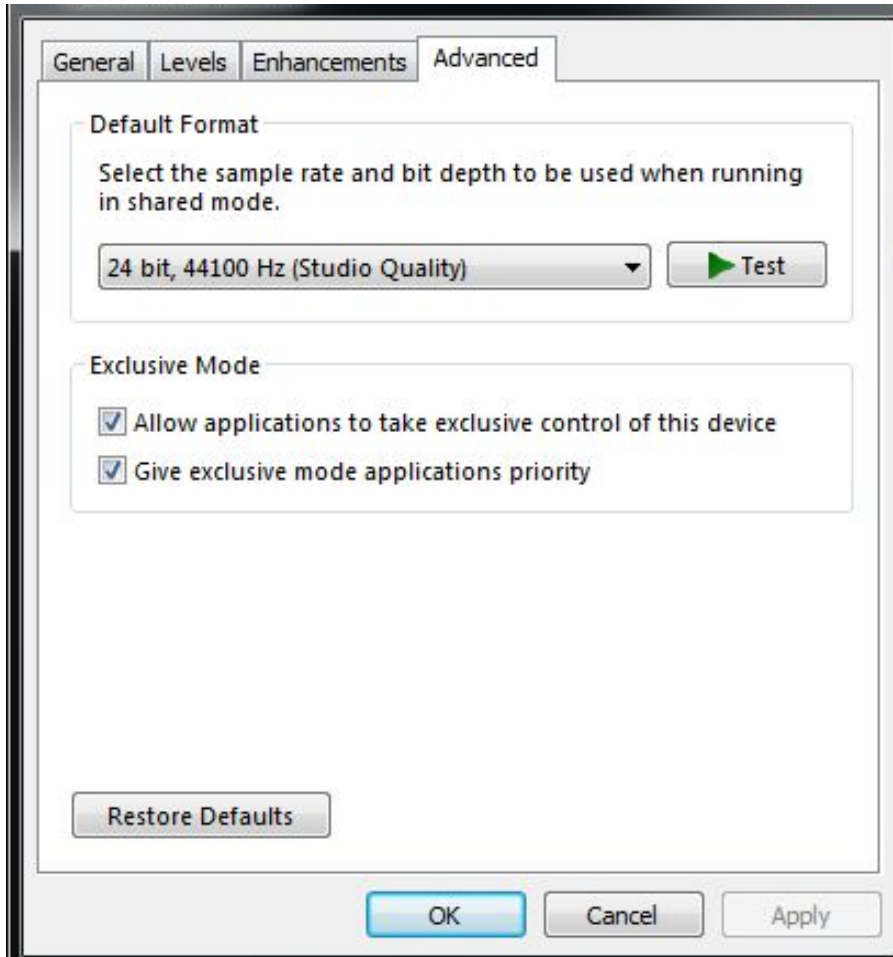 General Levels Enhancements Advanced
Default Format
Select the sample rate and bit depth to be used when running
in shared mode.
24 bit, 44100 Hz (Studio Quality) Test
Exclusive Mode
Allow applications to take exclusive control of this device
Give exclusive mode applications priority
Restore Defaults
OK Cancel Apply